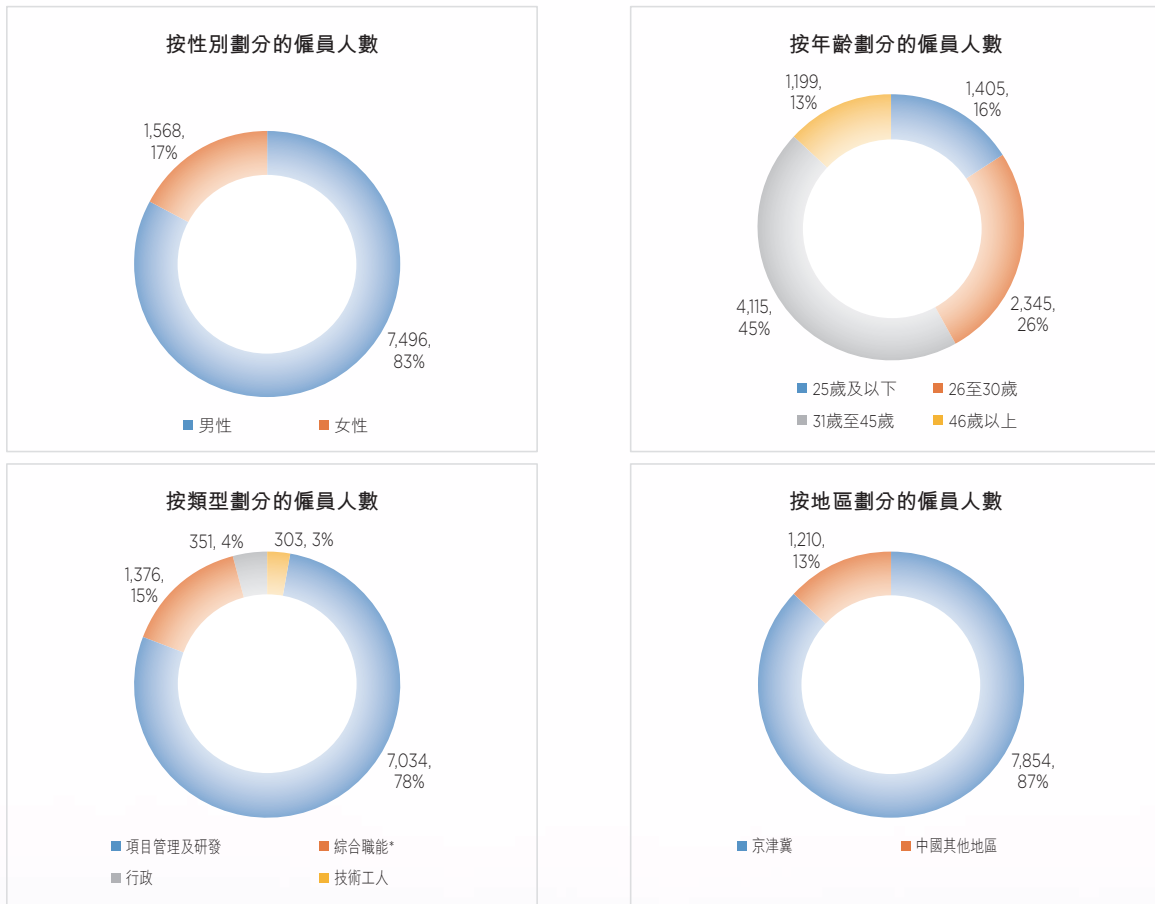 按性別劃分的僱員人數
1,568,
17%
7,496,
83%
男性
女性
按年齡劃分的僱員人數
1,199,
13%
1,405,
16%
4,115,
45%
2,345,
26%
25歲及以下
26至30歲
31歲至45歲
46歲以上
按類型劃分的僱員人數
351, 4%
303, 3%
1,376,
15%
7,034,
78%
項目管理及研發
綜合職能*
行政
技術工人
按地區劃分的僱員人數
1,210,
13%
7,854,
87%
京津冀
中國其他地區